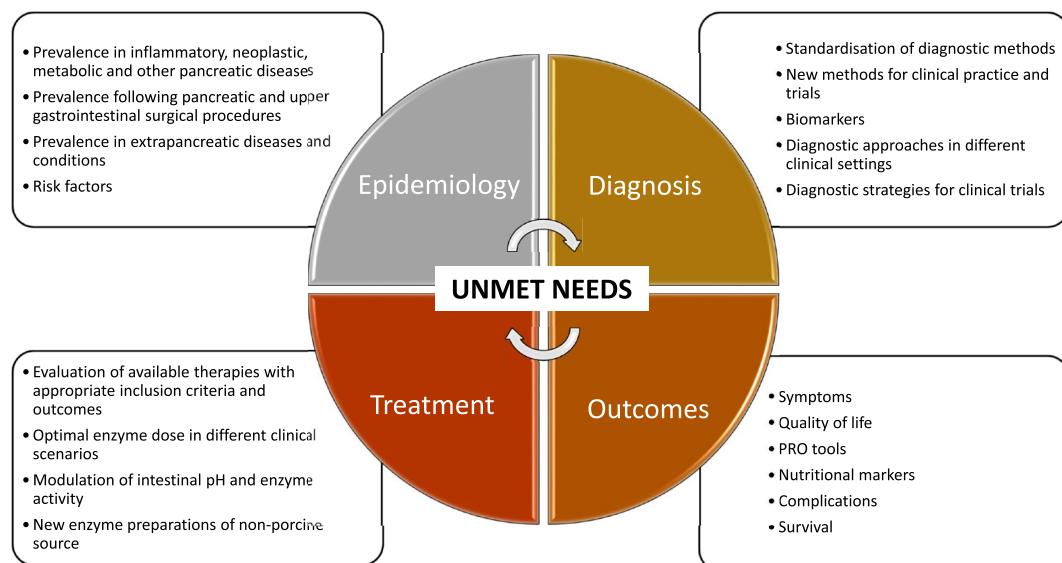 • Prevalence in inflammatory, neoplastic,
metabolic and other pancreatic diseases
• Prevalence following pancreatic and upper
gastrointestinal surgical procedures
• Prevalence in extrapancreatic diseases and
conditions
• Risk factors
• Standardisation of diagnostic methods
• New methods for clinical practice and
trials
• Biomarkers
• Diagnostic approaches in different
clinical settings
• Diagnostic strategies for clinical trials
Epidemiology
Diagnosis
UNMET NEEDS
Treatment
Outcomes
• Evaluation of available therapies with
appropriate inclusion criteria and
outcomes
• Optimal enzyme dose in different clinical
scenarios
• Modulation of intestinal pH and enzyme
activity
• New enzyme preparations of non-porcine
source
• Symptoms
• Quality of life
• PRO tools
• Nutritional markers
• Complications
• Survival